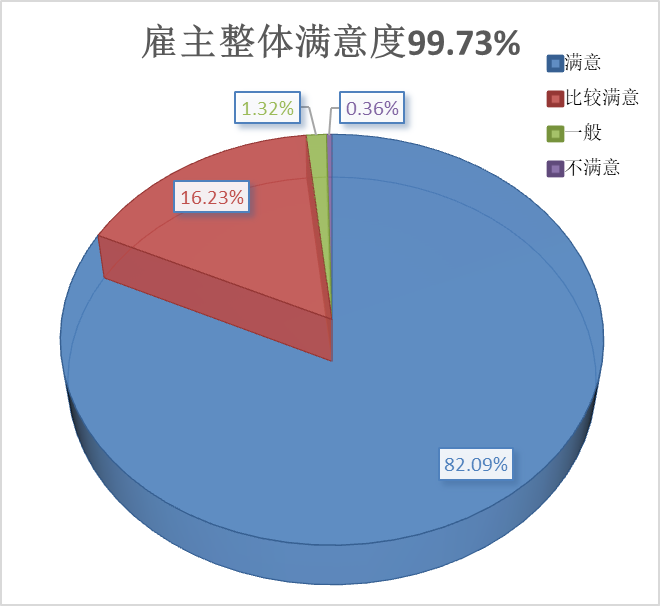 雇主整体满意度99.73%
满意
比较满意
一般
不满意
1.32%
0.36%
16.23%
82.09%